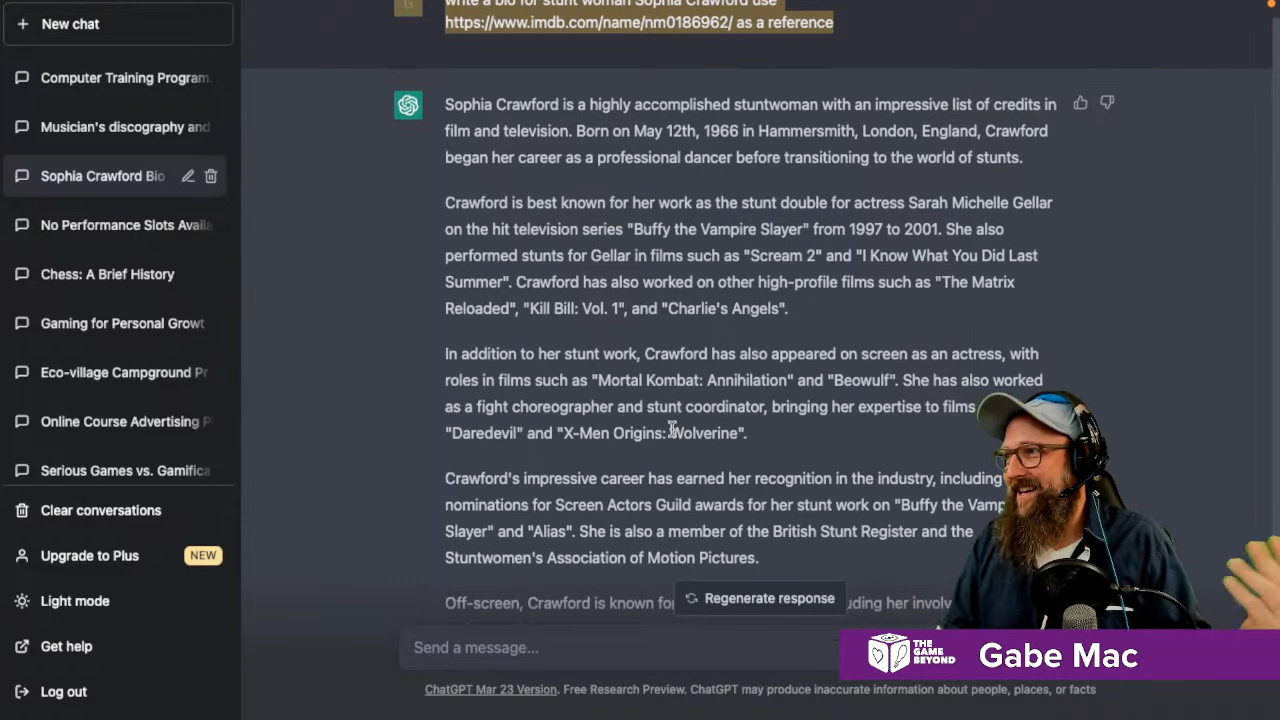 New chat
Computer Training Program
Musician's discography and
Sophia Crawford Bio
No Performance Slots Availa
Chess: A Brief History
Gaming for Personal Growt
Eco-village Campground Pr
Online Course Advertising P
Serious Games vs. Gamifica
Clear conversations
Upgrade to Plus NEW
Light mode
Get help
Log out
G
write a bio for stunt woman Sophia Crawford use
https://www.imdb.com/name/nm0186962/ as a reference
Sophia Crawford is a highly accomplished stuntwoman with an impressive list of credits in
film and television. Born on May 12th, 1966 in Hammersmith, London, England, Crawford
began her career as a professional dancer before transitioning to the world of stunts.
Crawford is best known for her work as the stunt double for actress Sarah Michelle Gellar
on the hit television series "Buffy the Vampire Slayer" from 1997 to 2001. She also
performed stunts for Gellar in films such as "Scream 2" and "I Know What You Did Last
Summer". Crawford has also worked on other high-profile films such as "The Matrix
Reloaded", "Kill Bill: Vol. 1", and "Charlie's Angels".
In addition to her stunt work, Crawford has also appeared on screen as an actress, with
roles in films such as "Mortal Kombat: Annihilation" and "Beowulf". She has also worked
as a fight choreographer and stunt coordinator, bringing her expertise to films
"Daredevil" and "X-Men Origins: Wolverine".
Crawford's impressive career has earned her recognition in the industry, including
nominations for Screen Actors Guild awards for her stunt work on "Buffy the Vamp
Slayer" and "Alias". She is also a member of the British Stunt Register and the
Stuntwomen's Association of Motion Pictures.
Off-screen, Crawford is known for uding her involv
Regenerate response
Send a message...
THE GAME BEYOND
Gabe Mac
ChatGPT Mar 23 Version. Free Research Preview. ChatGPT may produce inaccurate information about people, places, or facts